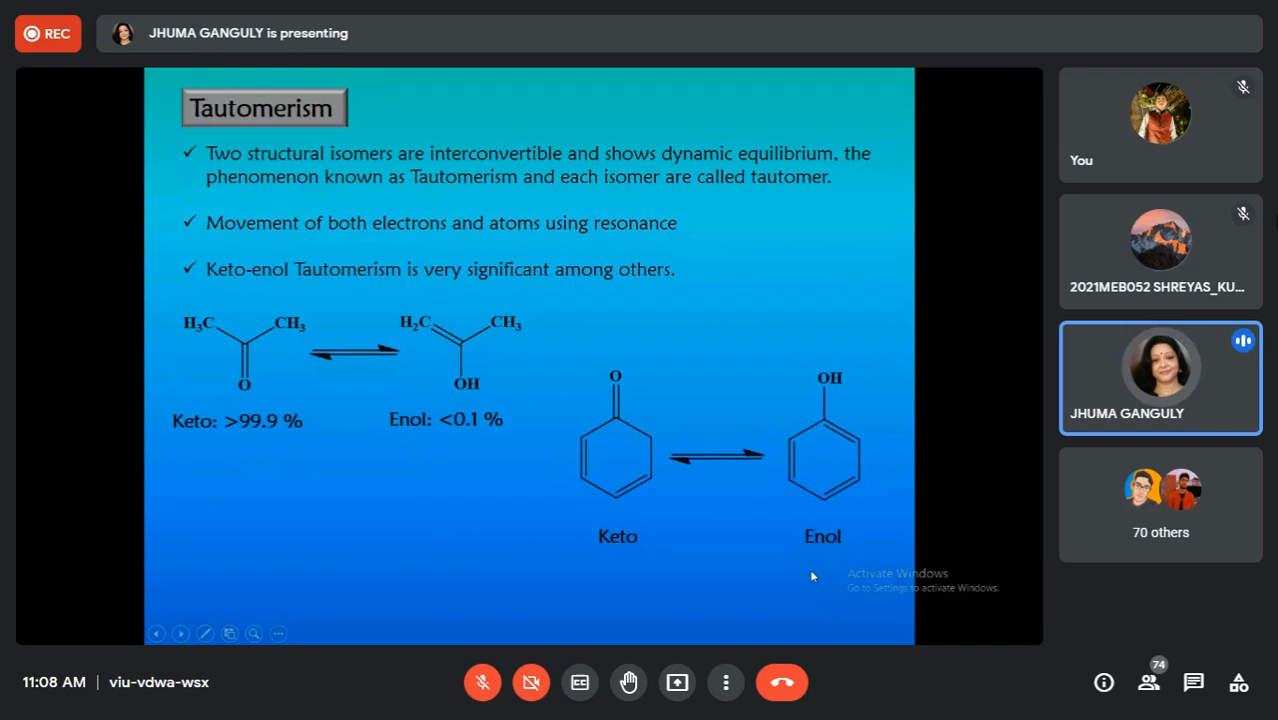 REC
JHUMA GANGULY is presenting
Tautomerism
✓ Two structural isomers are interconvertible and shows dynamic equilibrium, the
phenomenon known as Tautomerism and each isomer are called tautomer.
✓ Movement of both electrons and atoms using resonance
✓ Keto-enol Tautomerism is very significant among others.
H3C CH3
O
H2C CH3
OH
Keto: >99.9 %
Enol: <0.1 %
O
OH
Keto
Enol
Activate Windows
Go to Settings to activate Windows.
You
2021MEB052 SHREYAS_KU...
JHUMA GANGULY
70 others
11:08 AM | viu-vdwa-wsx
CC
74